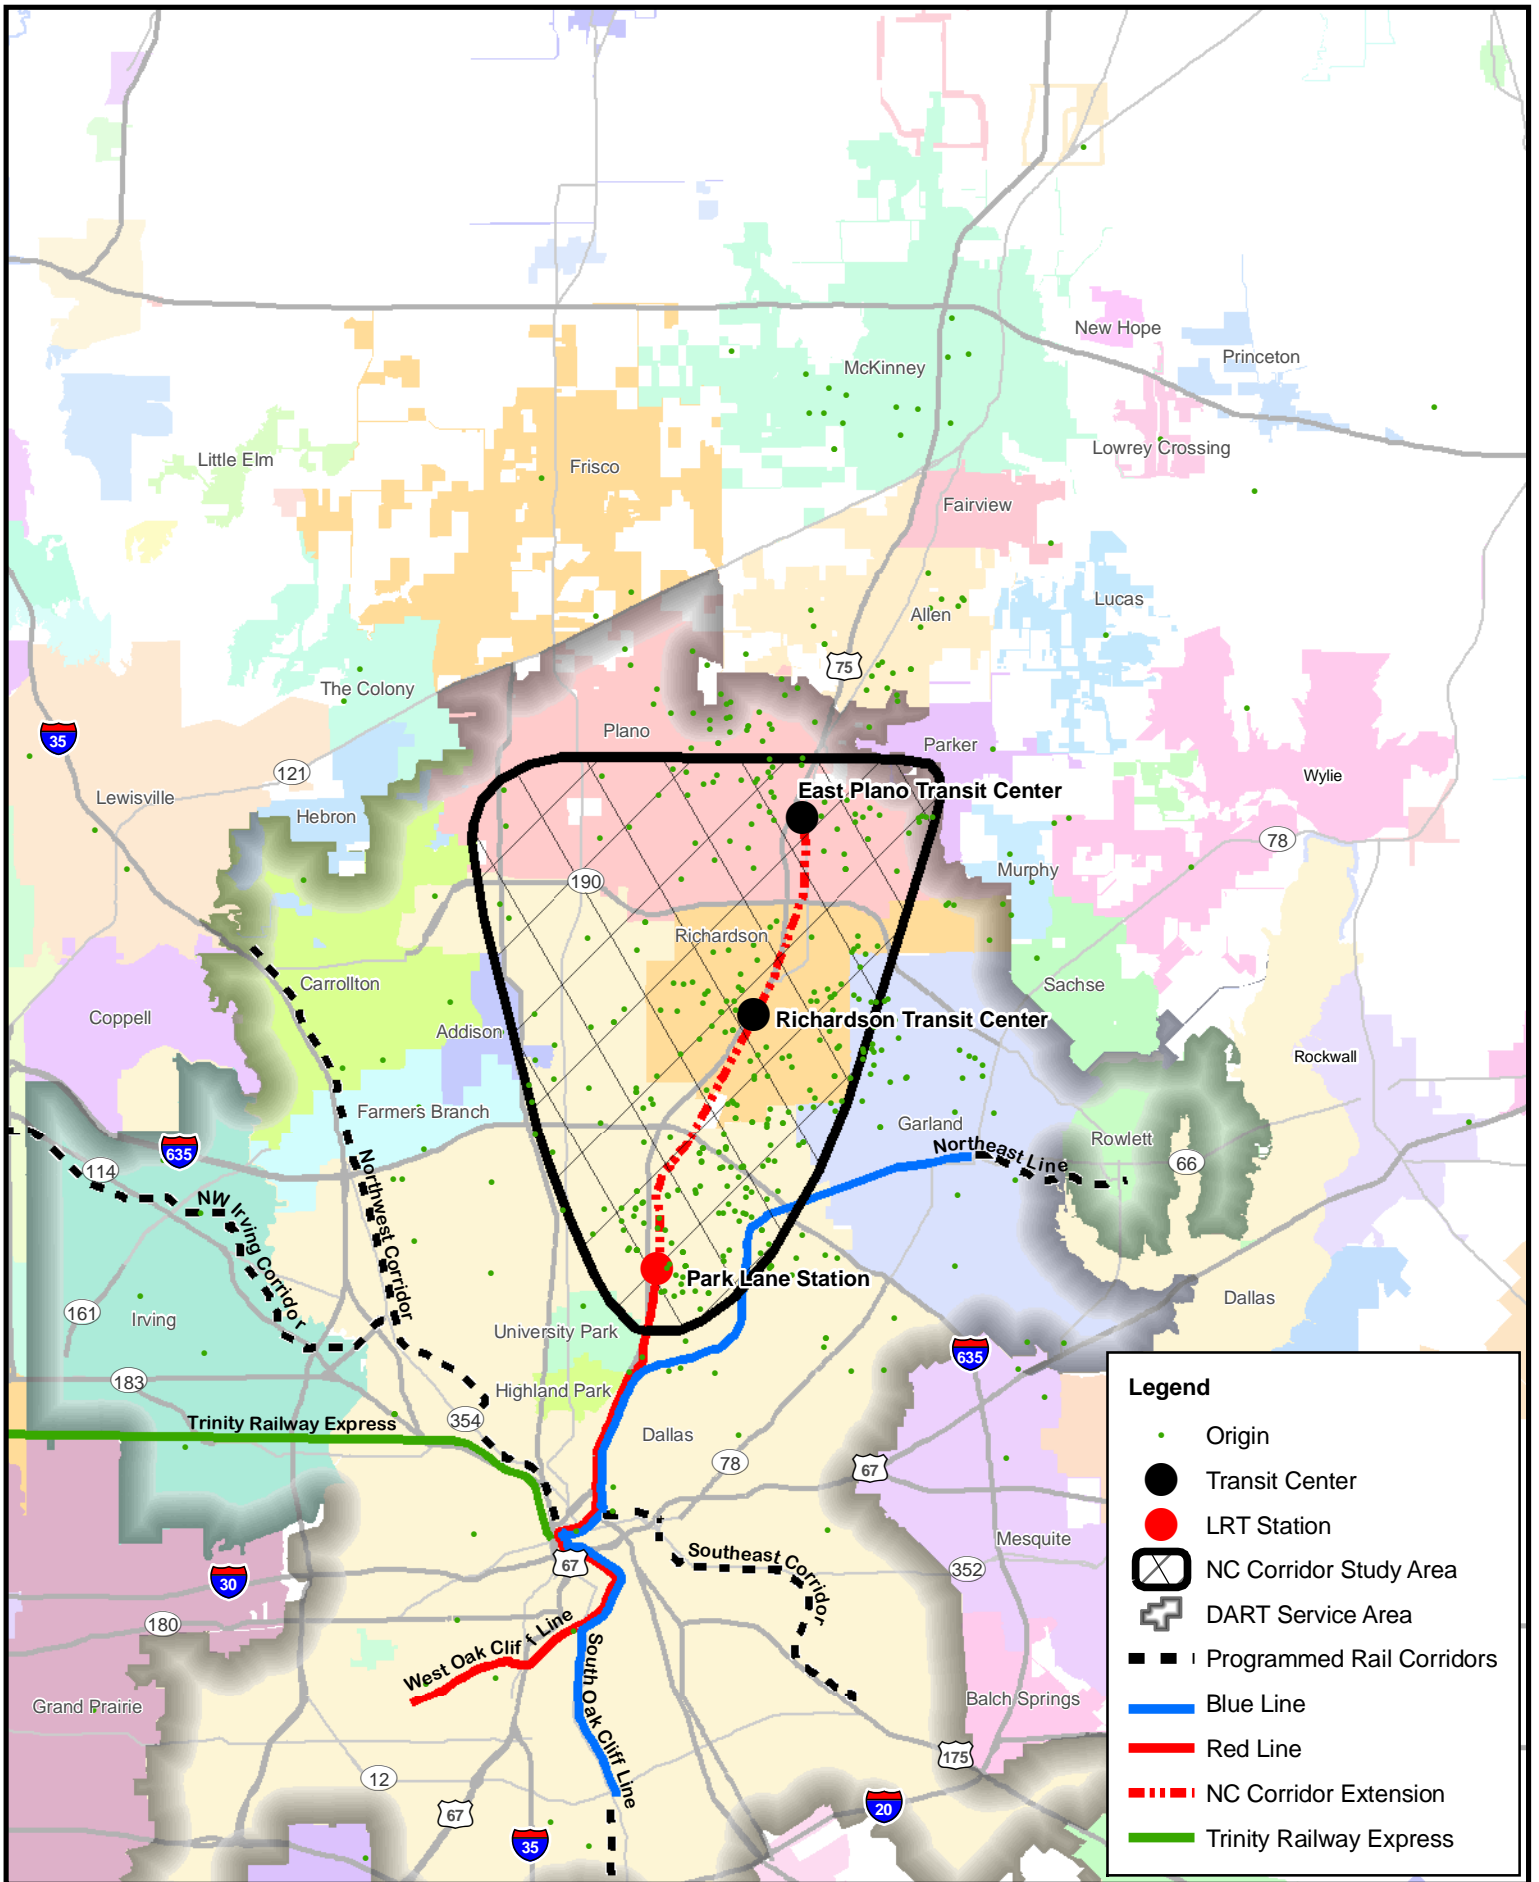 New Hope
Princeton
McKinney
Lowrey Crossing
Little Elm
Frisco
Fairview
Lucas
Allen
75
The Colony
Plano
Parker
35
121
Wylie
East Plano Transit Center
Lewisville
Hebron
78
Murphy
190
Richardson
Carrollton
Sachse
Coppell
Addison
Richardson Transit Center
Rockwall
Farmers Branch
Garland
Rowlett
Northeast Line
635
114
66
NW Irving Corridor
Northwest Corridor
Park Lane Station
161
Irving
Dallas
University Park
635
183
Highland Park
Trinity Railway Express
354
Dallas
78
67
Mesquite
Southeast Corridor
67
352
30
180
West Oak Cliff Line
South Oak Cliff Line
Grand Prairie
Balch Springs
175
12
67
20
35
Legend
Origin
Transit Center
LRT Station
NC Corridor Study Area
DART Service Area
Programmed Rail Corridors
Blue Line
Red Line
NC Corridor Extension
Trinity Railway Express